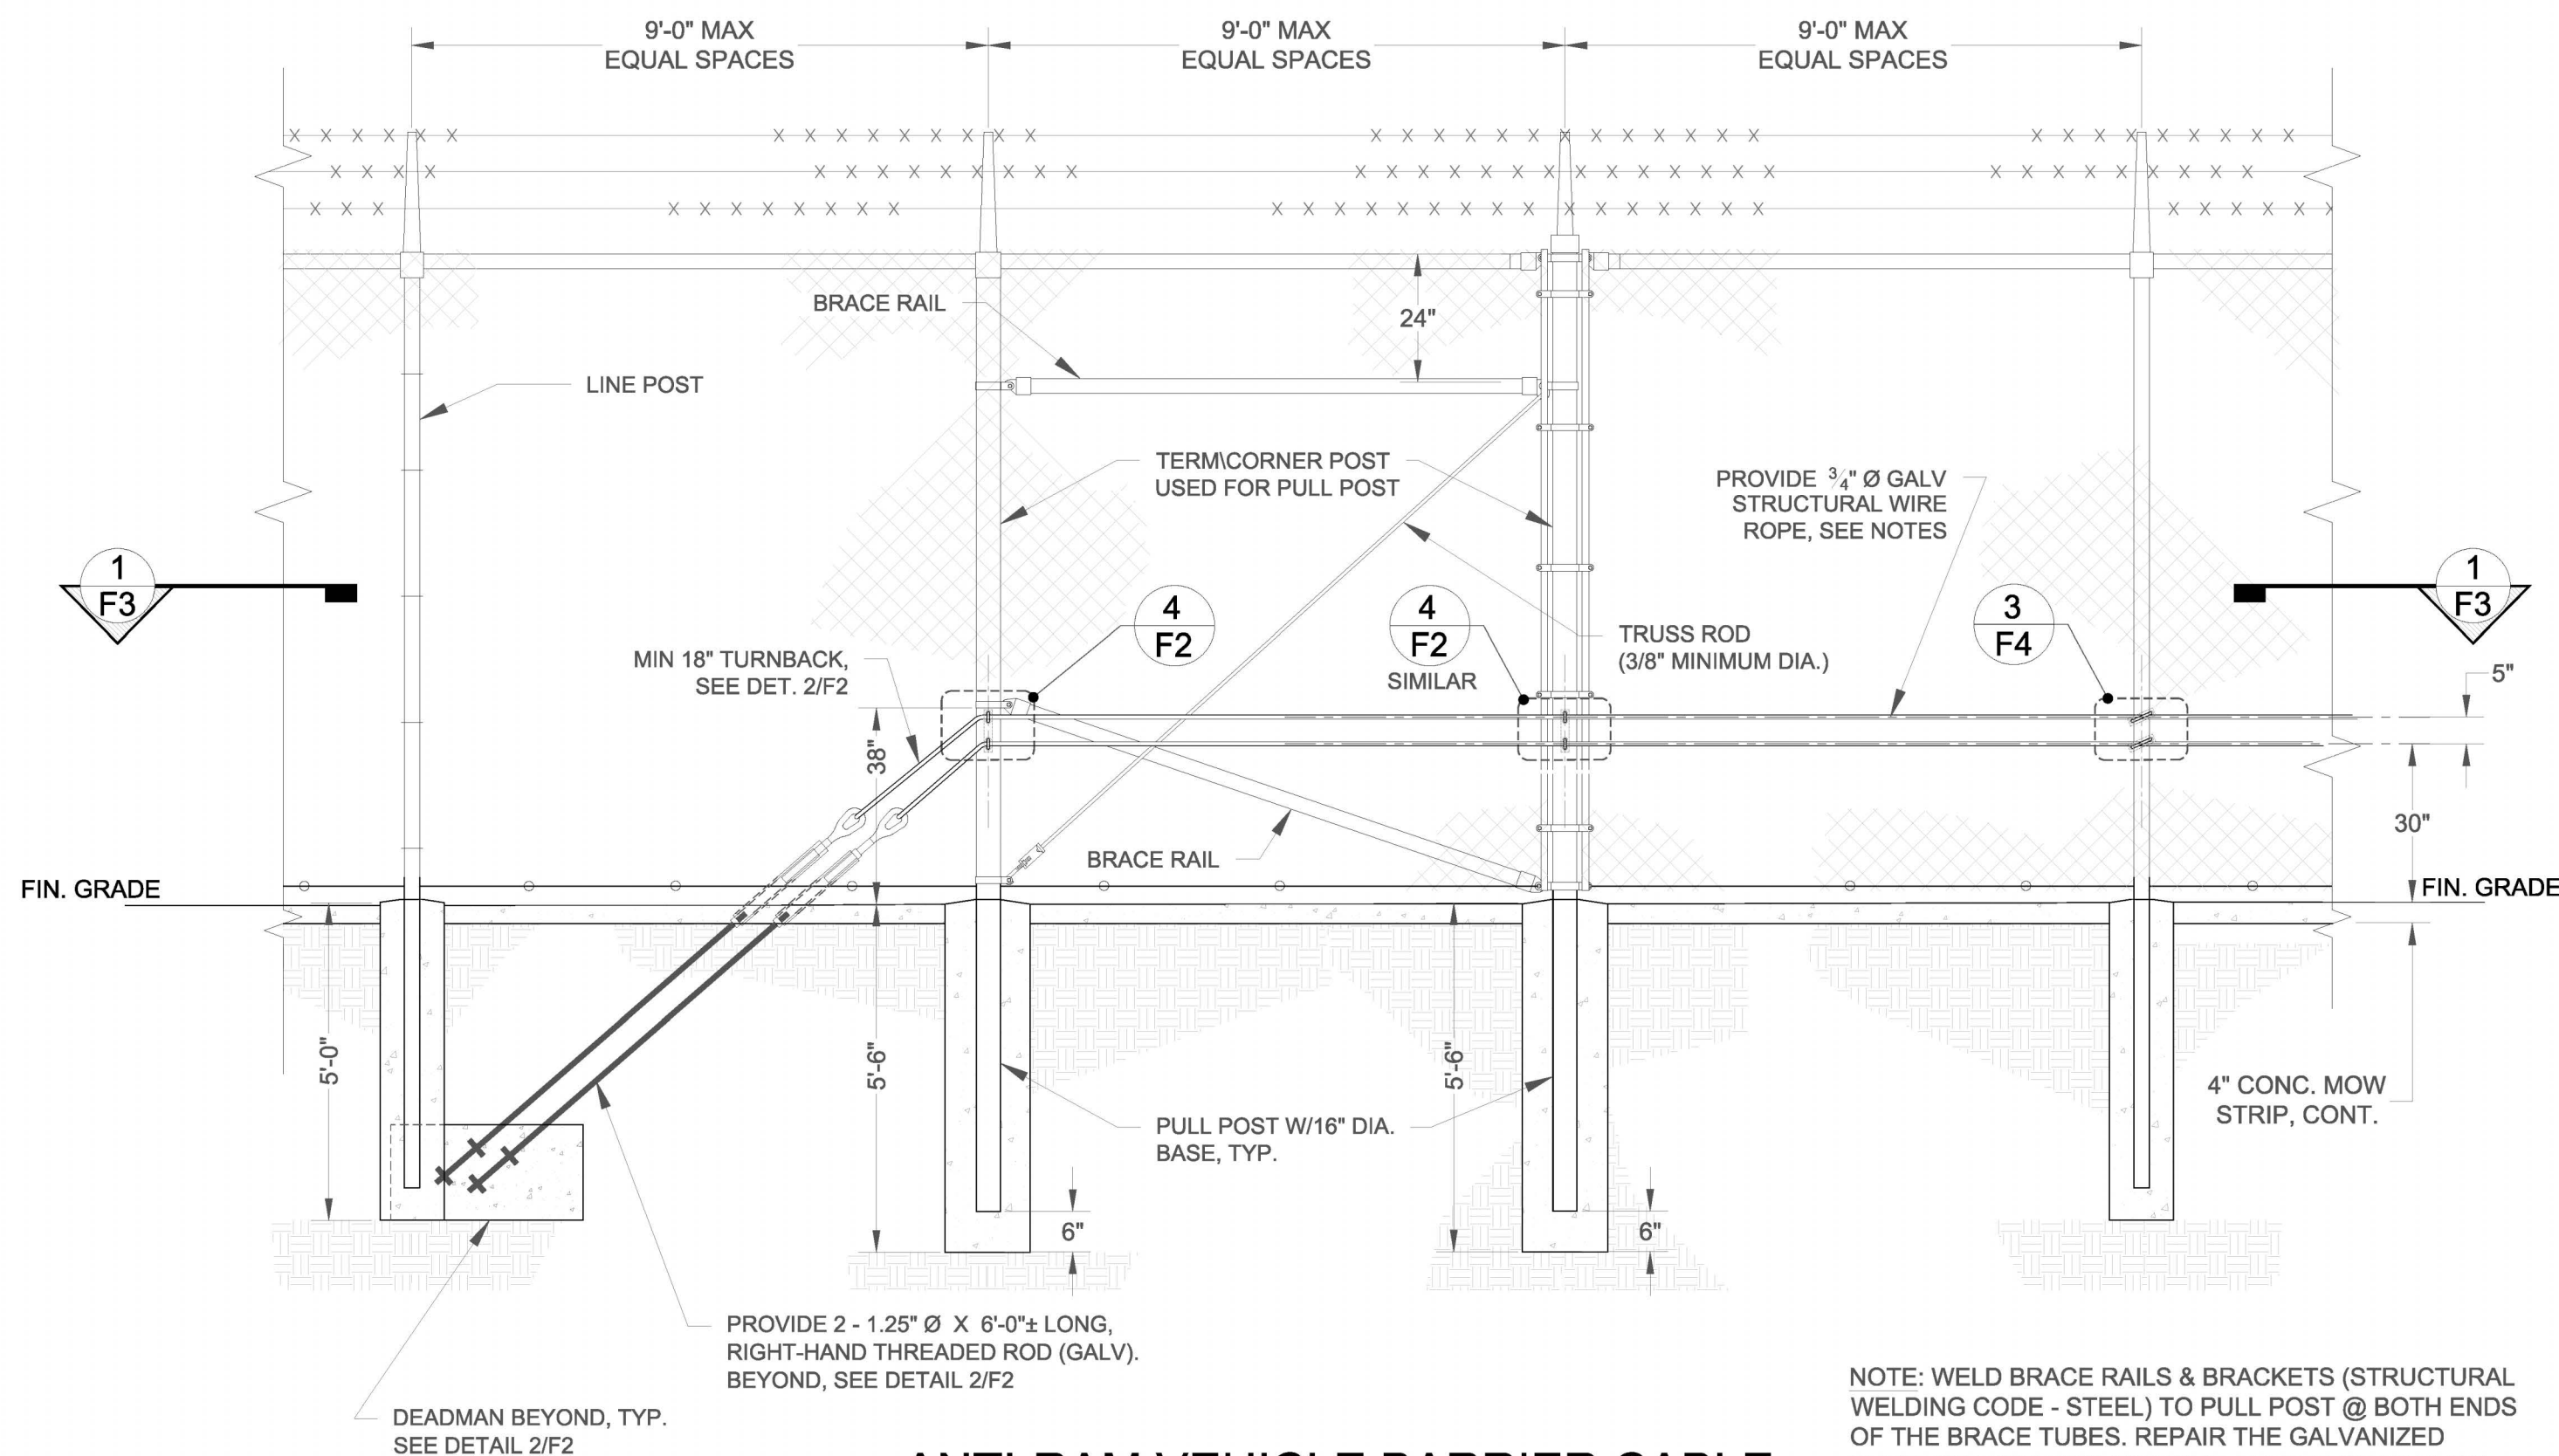 9'-0" MAX
EQUAL SPACES
9'-0" MAX
EQUAL SPACES
9'-0" MAX
EQUAL SPACES
BRACE RAIL
24"
LINE POST
TERM\CORNER POST
USED FOR PULL POST
PROVIDE 3/4" Ø GALV
STRUCTURAL WIRE
ROPE, SEE NOTES
1
F3
4
F2
4
F2
SIMILAR
3
F4
1
F3
TRUSS ROD
(3/8" MINIMUM DIA.)
MIN 18" TURNBACK,
SEE DET. 2/F2
5"
38"
30"
BRACE RAIL
FIN. GRADE
FIN. GRADE
5'-0"
5'-6"
5'-6"
4" CONC. MOW
STRIP, CONT.
PULL POST W/16" DIA.
BASE, TYP.
6"
6"
PROVIDE 2 - 1.25" Ø X 6'-0"± LONG,
RIGHT-HAND THREADED ROD (GALV).
BEYOND, SEE DETAIL 2/F2
DEADMAN BEYOND, TYP.
SEE DETAIL 2/F2
NOTE: WELD BRACE RAILS & BRACKETS (STRUCTURAL
WELDING CODE - STEEL) TO PULL POST @ BOTH ENDS
OF THE BRACE TUBES. REPAIR THE GALVANIZED
ANTI-RAM VEHICLE BARRIER CABLE